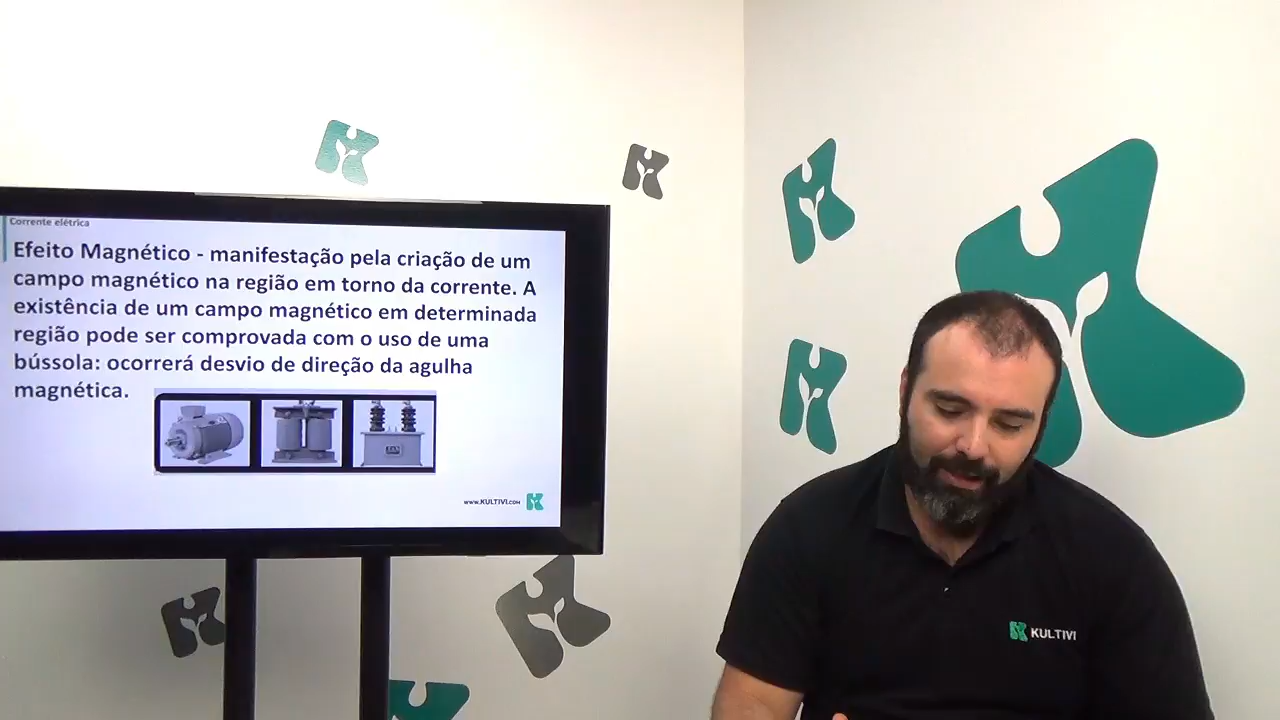 Corrente elétrica
Efeito Magnético - manifestação pela criação de um
campo magnético na região em torno da corrente. A
existência de um campo magnético em determinada
região pode ser comprovada com o uso de uma
bússola: ocorrerá desvio de direção da agulha
magnética.
www.KULTIVI.COM
KULTIVI